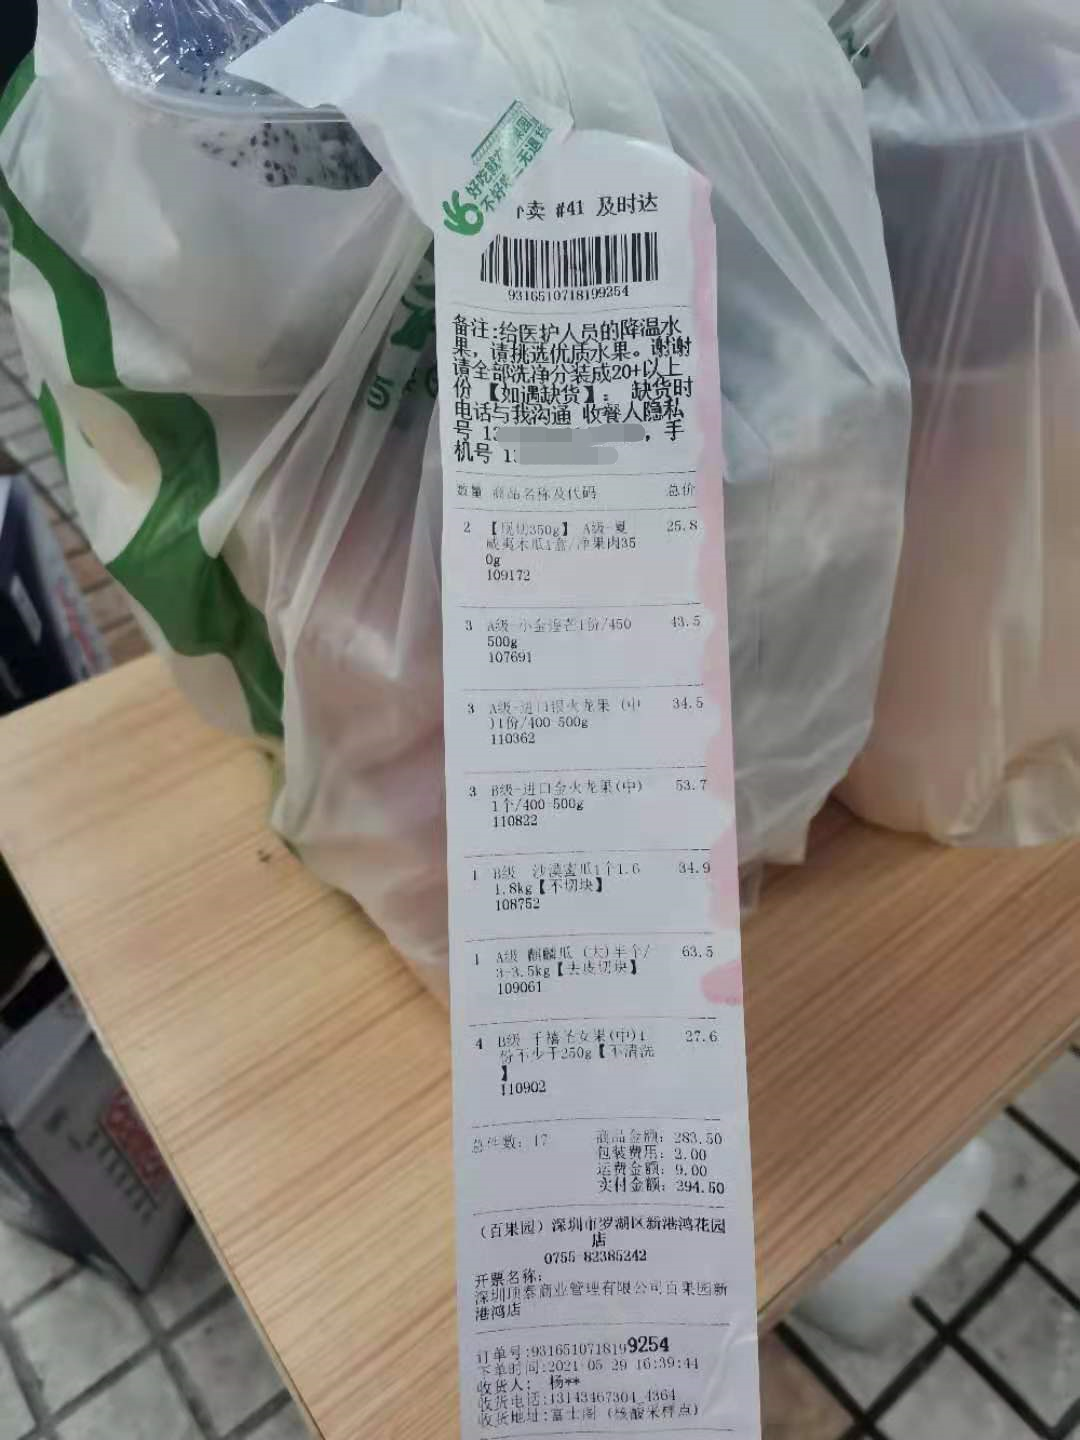 好吃就
不好吃三无退货
卖 #41 及时达
9316510718199254
备注:给医护人员的降温水
果,请挑选优质水果。谢谢
请全部洗净分装成20+以上
份【如遇缺货】: 缺货时
电话与我沟通 收餐人隐私
号 13 ,手
机号 1
数量 商品名称及代码 总价
2 【现切350g】 A级-夏 25.8
威夷木瓜1盒/净果肉35
0g
109172
3 A级-小金煌芒1份/450 43.5
500g
107691
3 A级-进口银火龙果 (中 34.5
)1份/400-500g
110362
3 B级-进口金火龙果(中) 53.7
1个/400-500g
110822
1 B级 沙漠蜜瓜1个1.6 34.9
1.8kg【不切块】
108752
1 A级 麒麟瓜 (大)半个/ 63.5
3-3.5kg【去皮切块】
109061
4 B级 千禧圣女果(中)1 27.6
份不少于250g【不清洗
】
110902
总件数: 17 商品金额: 283.50
包装费用: 2.00
运费金额: 9.00
实付金额: 294.50
(百果园)深圳市罗湖区新港鸿花园
店
0755-82385242
开票名称:
深圳顶泰商业管理有限公司百果园新
港鸿店
订单号:9316510718199254
下单时间:2021-05-29 16:39:44
收货人: 杨**
收货电话:13143467304_4364
收货地址:富士阁 (核酸采样点)